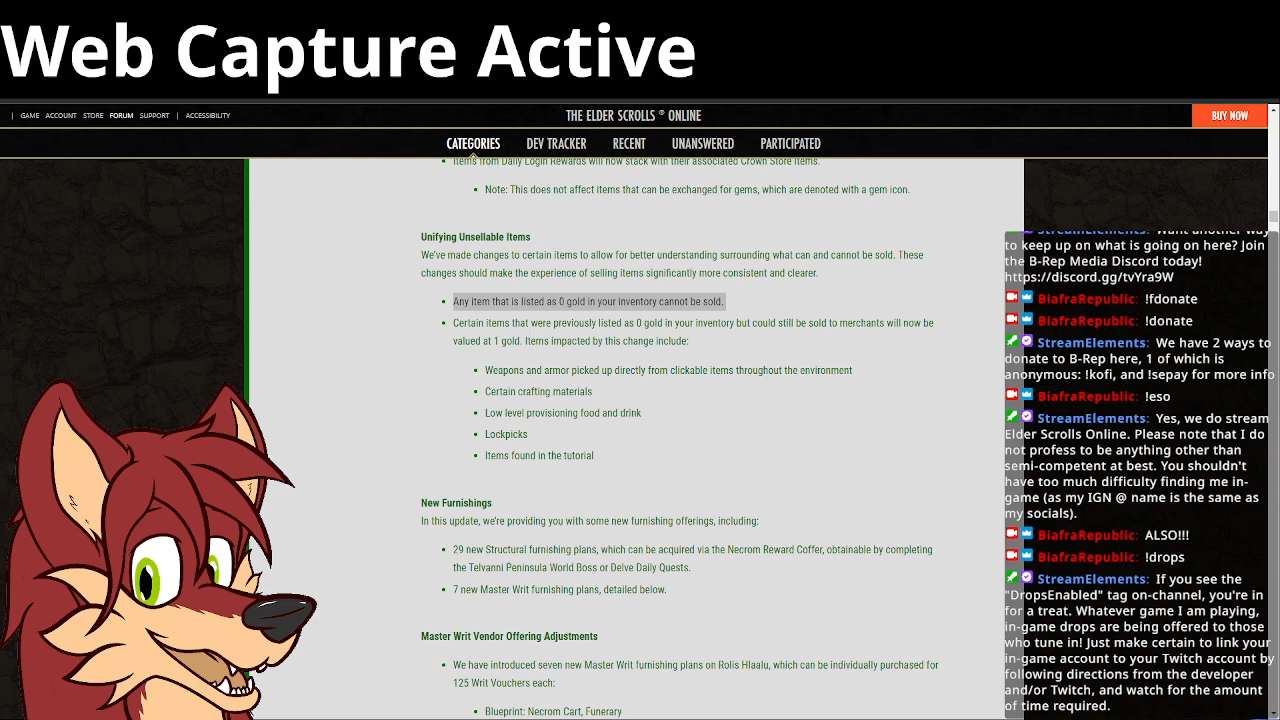 Web Capture Active
| GAME ACCOUNT STORE FORUM SUPPORT | ACCESSIBILITY
THE ELDER SCROLLS ® ONLINE
BUY NOW
CATEGORIES DEV TRACKER RECENT UNANSWERED PARTICIPATED
• Items from Daily Login Rewards will now stack with their associated Crown Store items.
• Note: This does not affect items that can be exchanged for gems, which are denoted with a gem icon.
Unifying Unsellable Items
We've made changes to certain items to allow for better understanding surrounding what can and cannot be sold. These
changes should make the experience of selling items significantly more consistent and clearer.
• Any item that is listed as 0 gold in your inventory cannot be sold.
• Certain items that were previously listed as 0 gold in your inventory but could still be sold to merchants will now be
valued at 1 gold. Items impacted by this change include:
• Weapons and armor picked up directly from clickable items throughout the environment
• Certain crafting materials
• Low level provisioning food and drink
• Lockpicks
• Items found in the tutorial
New Furnishings
In this update, we're providing you with some new furnishing offerings, including:
• 29 new Structural furnishing plans, which can be acquired via the Necrom Reward Coffer, obtainable by completing
the Telvanni Peninsula World Boss or Delve Daily Quests.
• 7 new Master Writ furnishing plans, detailed below.
Master Writ Vendor Offering Adjustments
• We have introduced seven new Master Writ furnishing plans on Rolis Hlaalu, which can be individually purchased for
125 Writ Vouchers each:
• Blueprint: Necrom Cart, Funerary
StreamElements: Want another way
to keep up on what is going on here? Join
the B-Rep Media Discord today!
https://discord.gg/tvYra9W
BiafraRepublic: !fdonate
BiafraRepublic: !donate
StreamElements: We have 2 ways to
donate to B-Rep here, 1 of which is
anonymous: !kofi, and !sepay for more info
BiafraRepublic: !eso
StreamElements: Yes, we do stream
Elder Scrolls Online. Please note that I do
not profess to be anything other than
semi-competent at best. You shouldn't
have too much difficulty finding me in-
game (as my IGN @ name is the same as
my socials).
BiafraRepublic: ALSO!!!
BiafraRepublic: !drops
StreamElements: If you see the
"DropsEnabled" tag on-channel, you're in
for a treat. Whatever game I am playing,
in-game drops are being offered to those
who tune in! Just make certain to link your
in-game account to your Twitch account by
following directions from the developer
and/or Twitch, and watch for the amount
of time required.